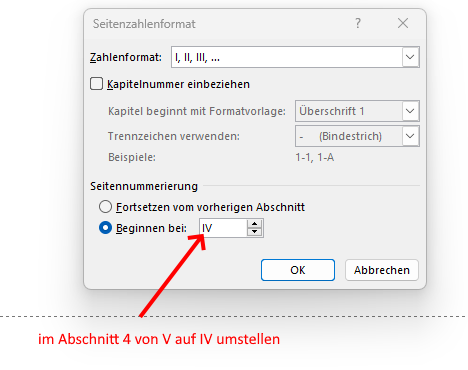 Seitenzahlenformat ? ×
Zahlenformat: I, II, III, ...
Kapitelnummer einbeziehen
Kapitel beginnt mit Formatvorlage: Überschrift 1
Trennzeichen verwenden: - (Bindestrich)
Beispiele: 1-1, 1-A
Seitennummerierung
Fortsetzen vom vorherigen Abschnitt
Beginnen bei: IV
OK Abbrechen
im Abschnitt 4 von V auf IV umstellen